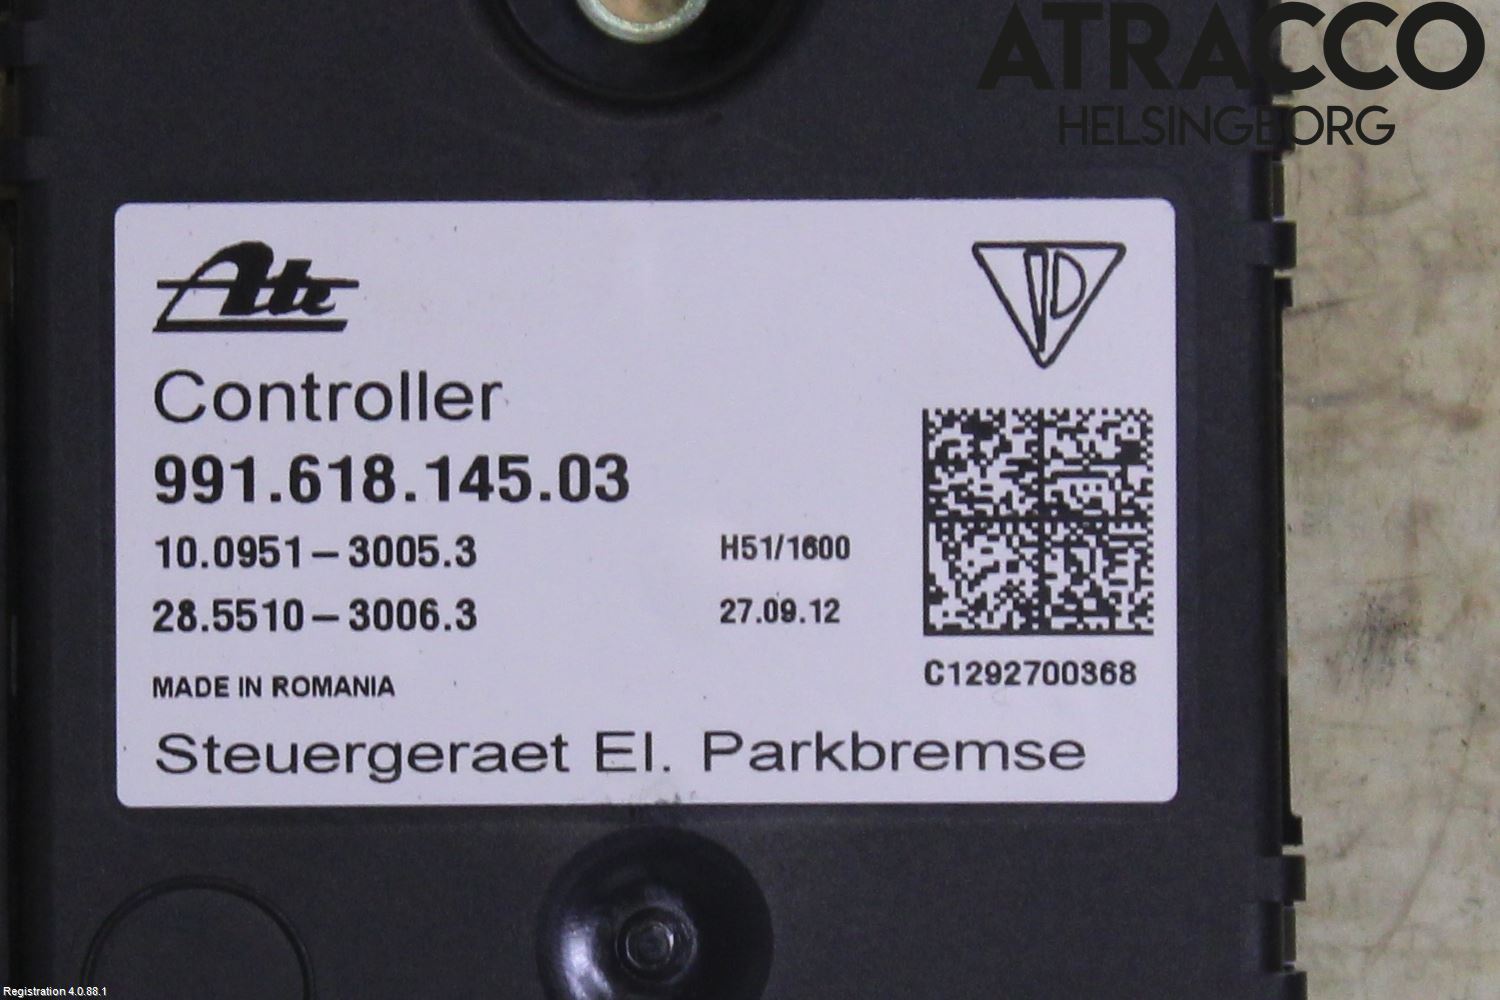 ATRACCO
HELSINGBORG
Ate
Controller
991.618.145.03
10.0951-3005.3
H51/1600
28.5510-3006.3
27.09.12
C1292700368
MADE IN ROMANIA
Steuergeraet El. Parkbremse
Registration 4.0.88.1